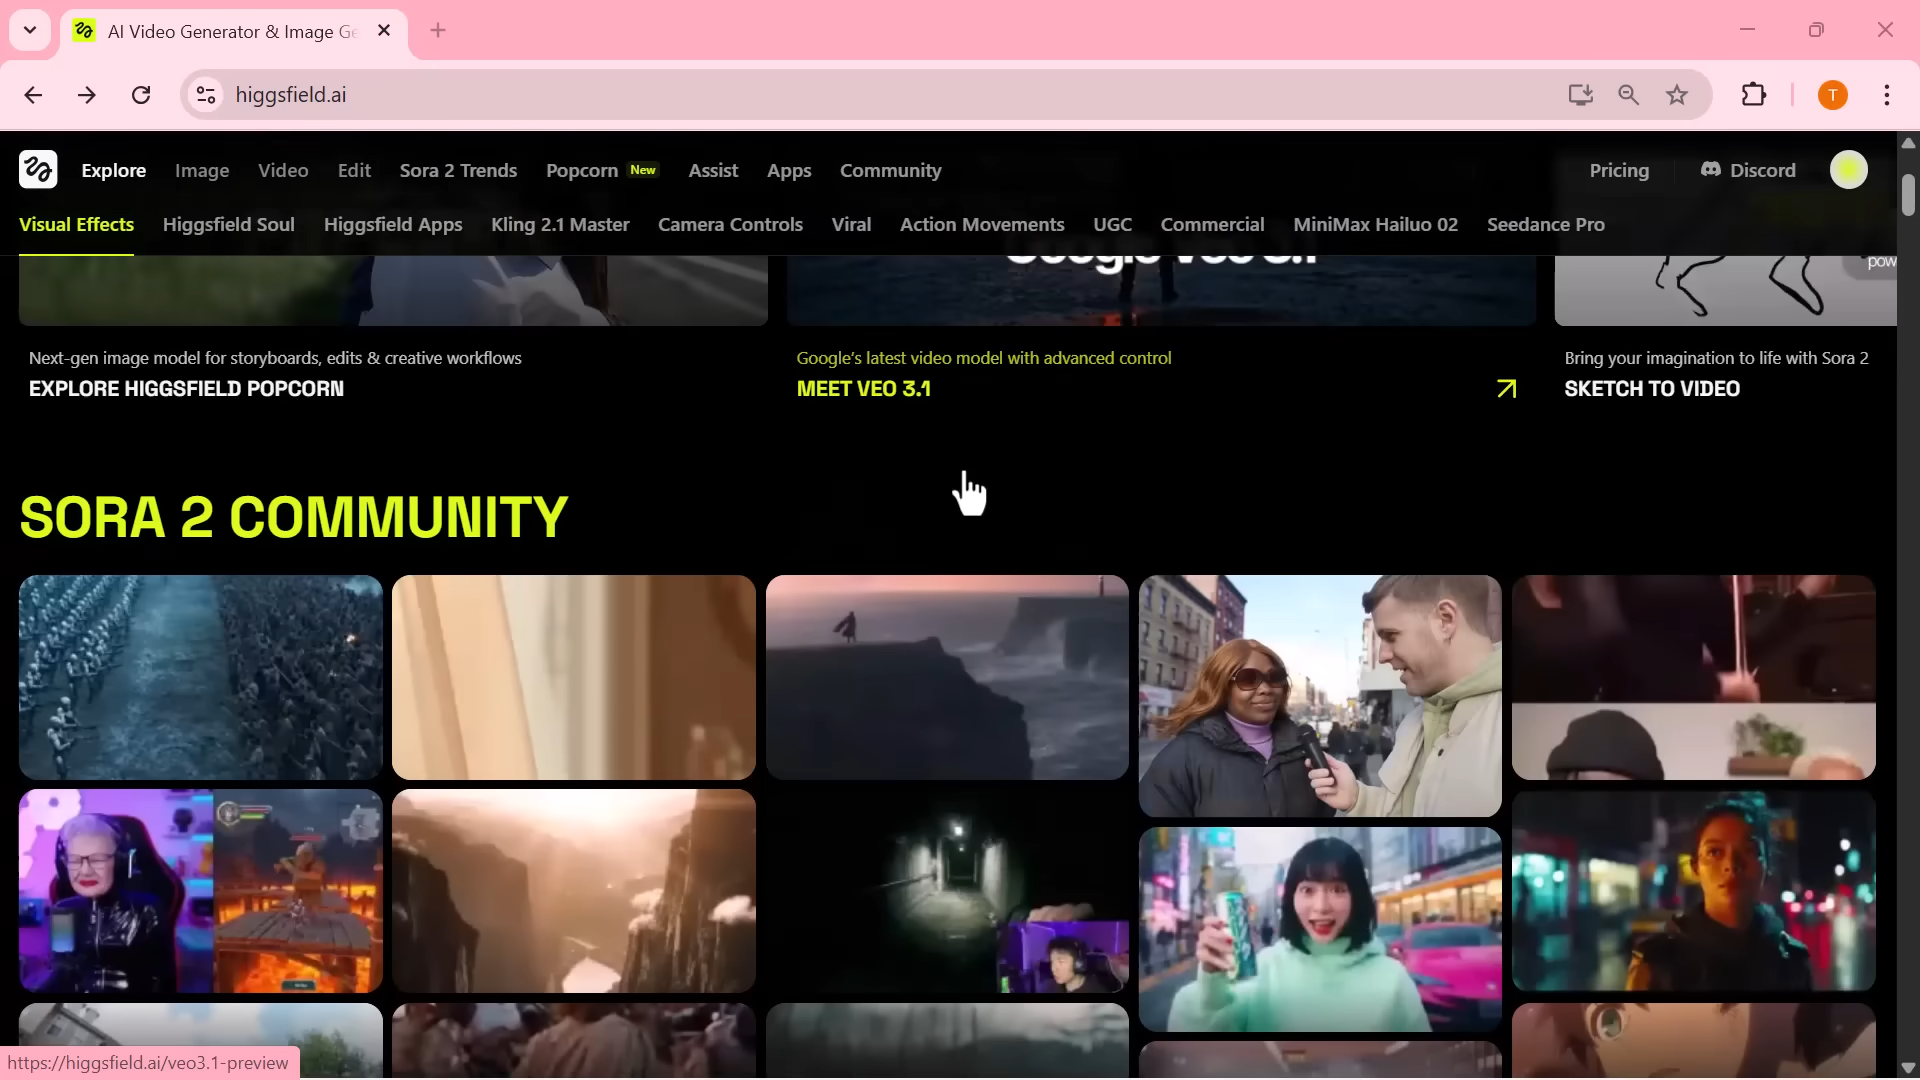 AI Video Generator & Image Ge
higgsfield.ai
T
Explore Image Video Edit Sora 2 Trends Popcorn New Assist Apps Community Pricing Discord
Visual Effects Higgsfield Soul Higgsfield Apps Kling 2.1 Master Camera Controls Viral Action Movements UGC Commercial MiniMax Hailuo 02 Seedance Pro
Google Veo 3.1
pow
Next-gen image model for storyboards, edits & creative workflows
EXPLORE HIGGSFIELD POPCORN
Google's latest video model with advanced control
MEET VEO 3.1
Bring your imagination to life with Sora 2
SKETCH TO VIDEO
SORA 2 COMMUNITY
https://higgsfield.ai/veo3.1-preview